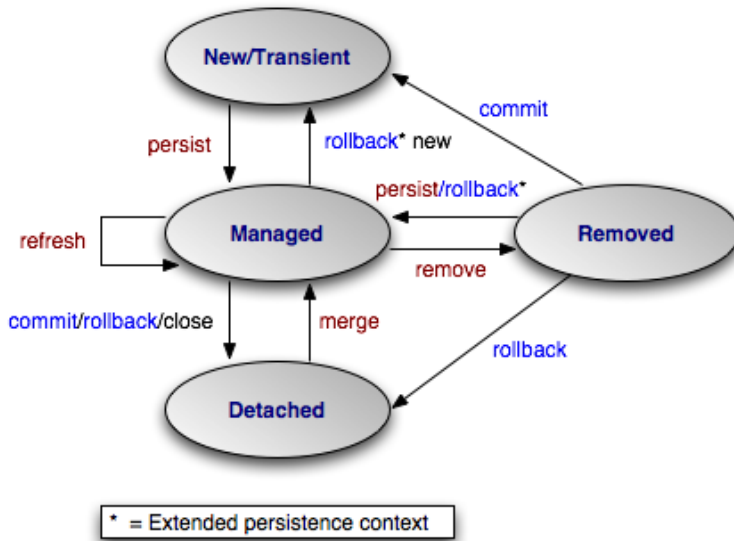 New/Transient
commit
persist
rollback* new
persist/rollback*
refresh
Managed
Removed
remove
commit/rollback/close
merge
rollback
Detached
* = Extended persistence context